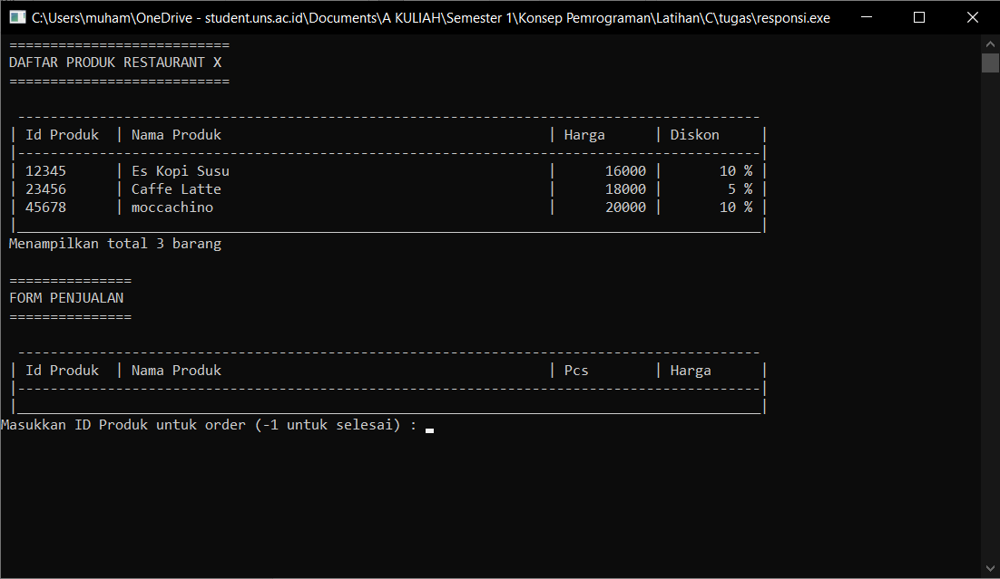 C:\Users\muham\OneDrive - student.uns.ac.id\Documents\A KULIAH\Semester 1\Konsep Pemrograman\Latihan\C\tugas\responsi.exe
===========================
DAFTAR PRODUK RESTAURANT X
===========================
-------------------------------------------------------------------------------------------
| Id Produk  | Nama Produk                                        | Harga      | Diskon     |
|-------------------------------------------------------------------------------------------|
| 12345      | Es Kopi Susu                                       |      16000 |       10 % |
| 23456      | Caffe Latte                                        |      18000 |        5 % |
| 45678      | moccachino                                         |      20000 |       10 % |
|___________________________________________________________________________________________|
Menampilkan total 3 barang
===============
FORM PENJUALAN
===============
-------------------------------------------------------------------------------------------
| Id Produk  | Nama Produk                                        | Pcs        | Harga      |
|-------------------------------------------------------------------------------------------|
|___________________________________________________________________________________________|
Masukkan ID Produk untuk order (-1 untuk selesai) : _